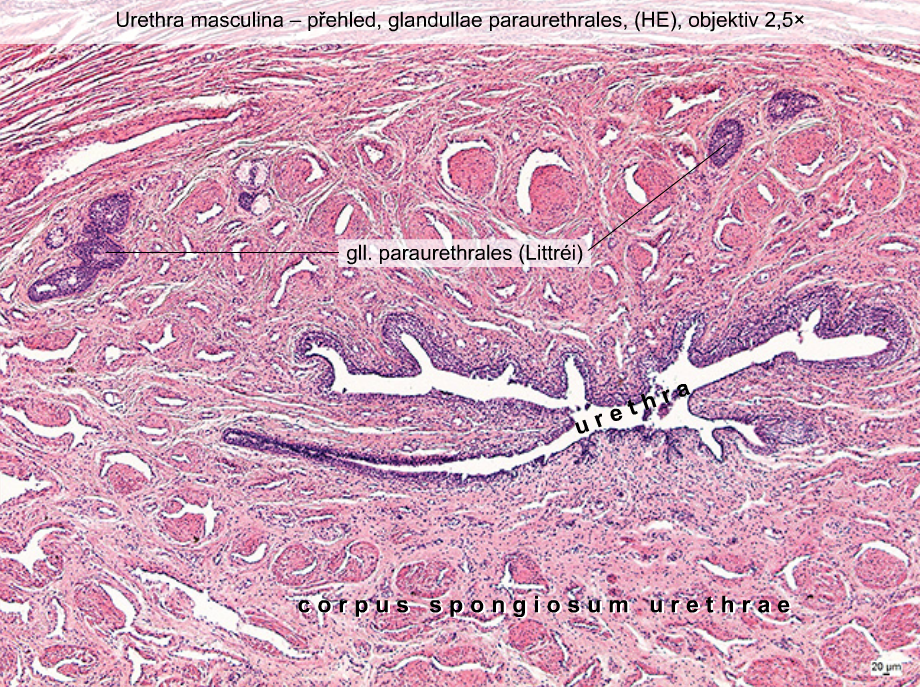 Urethra masculina – přehled, glandullae paraurethrales, (HE), objektiv 2,5×
gll. paraurethrales (Littréi)
urethra
corpus spongiosum urethrae
20 µm